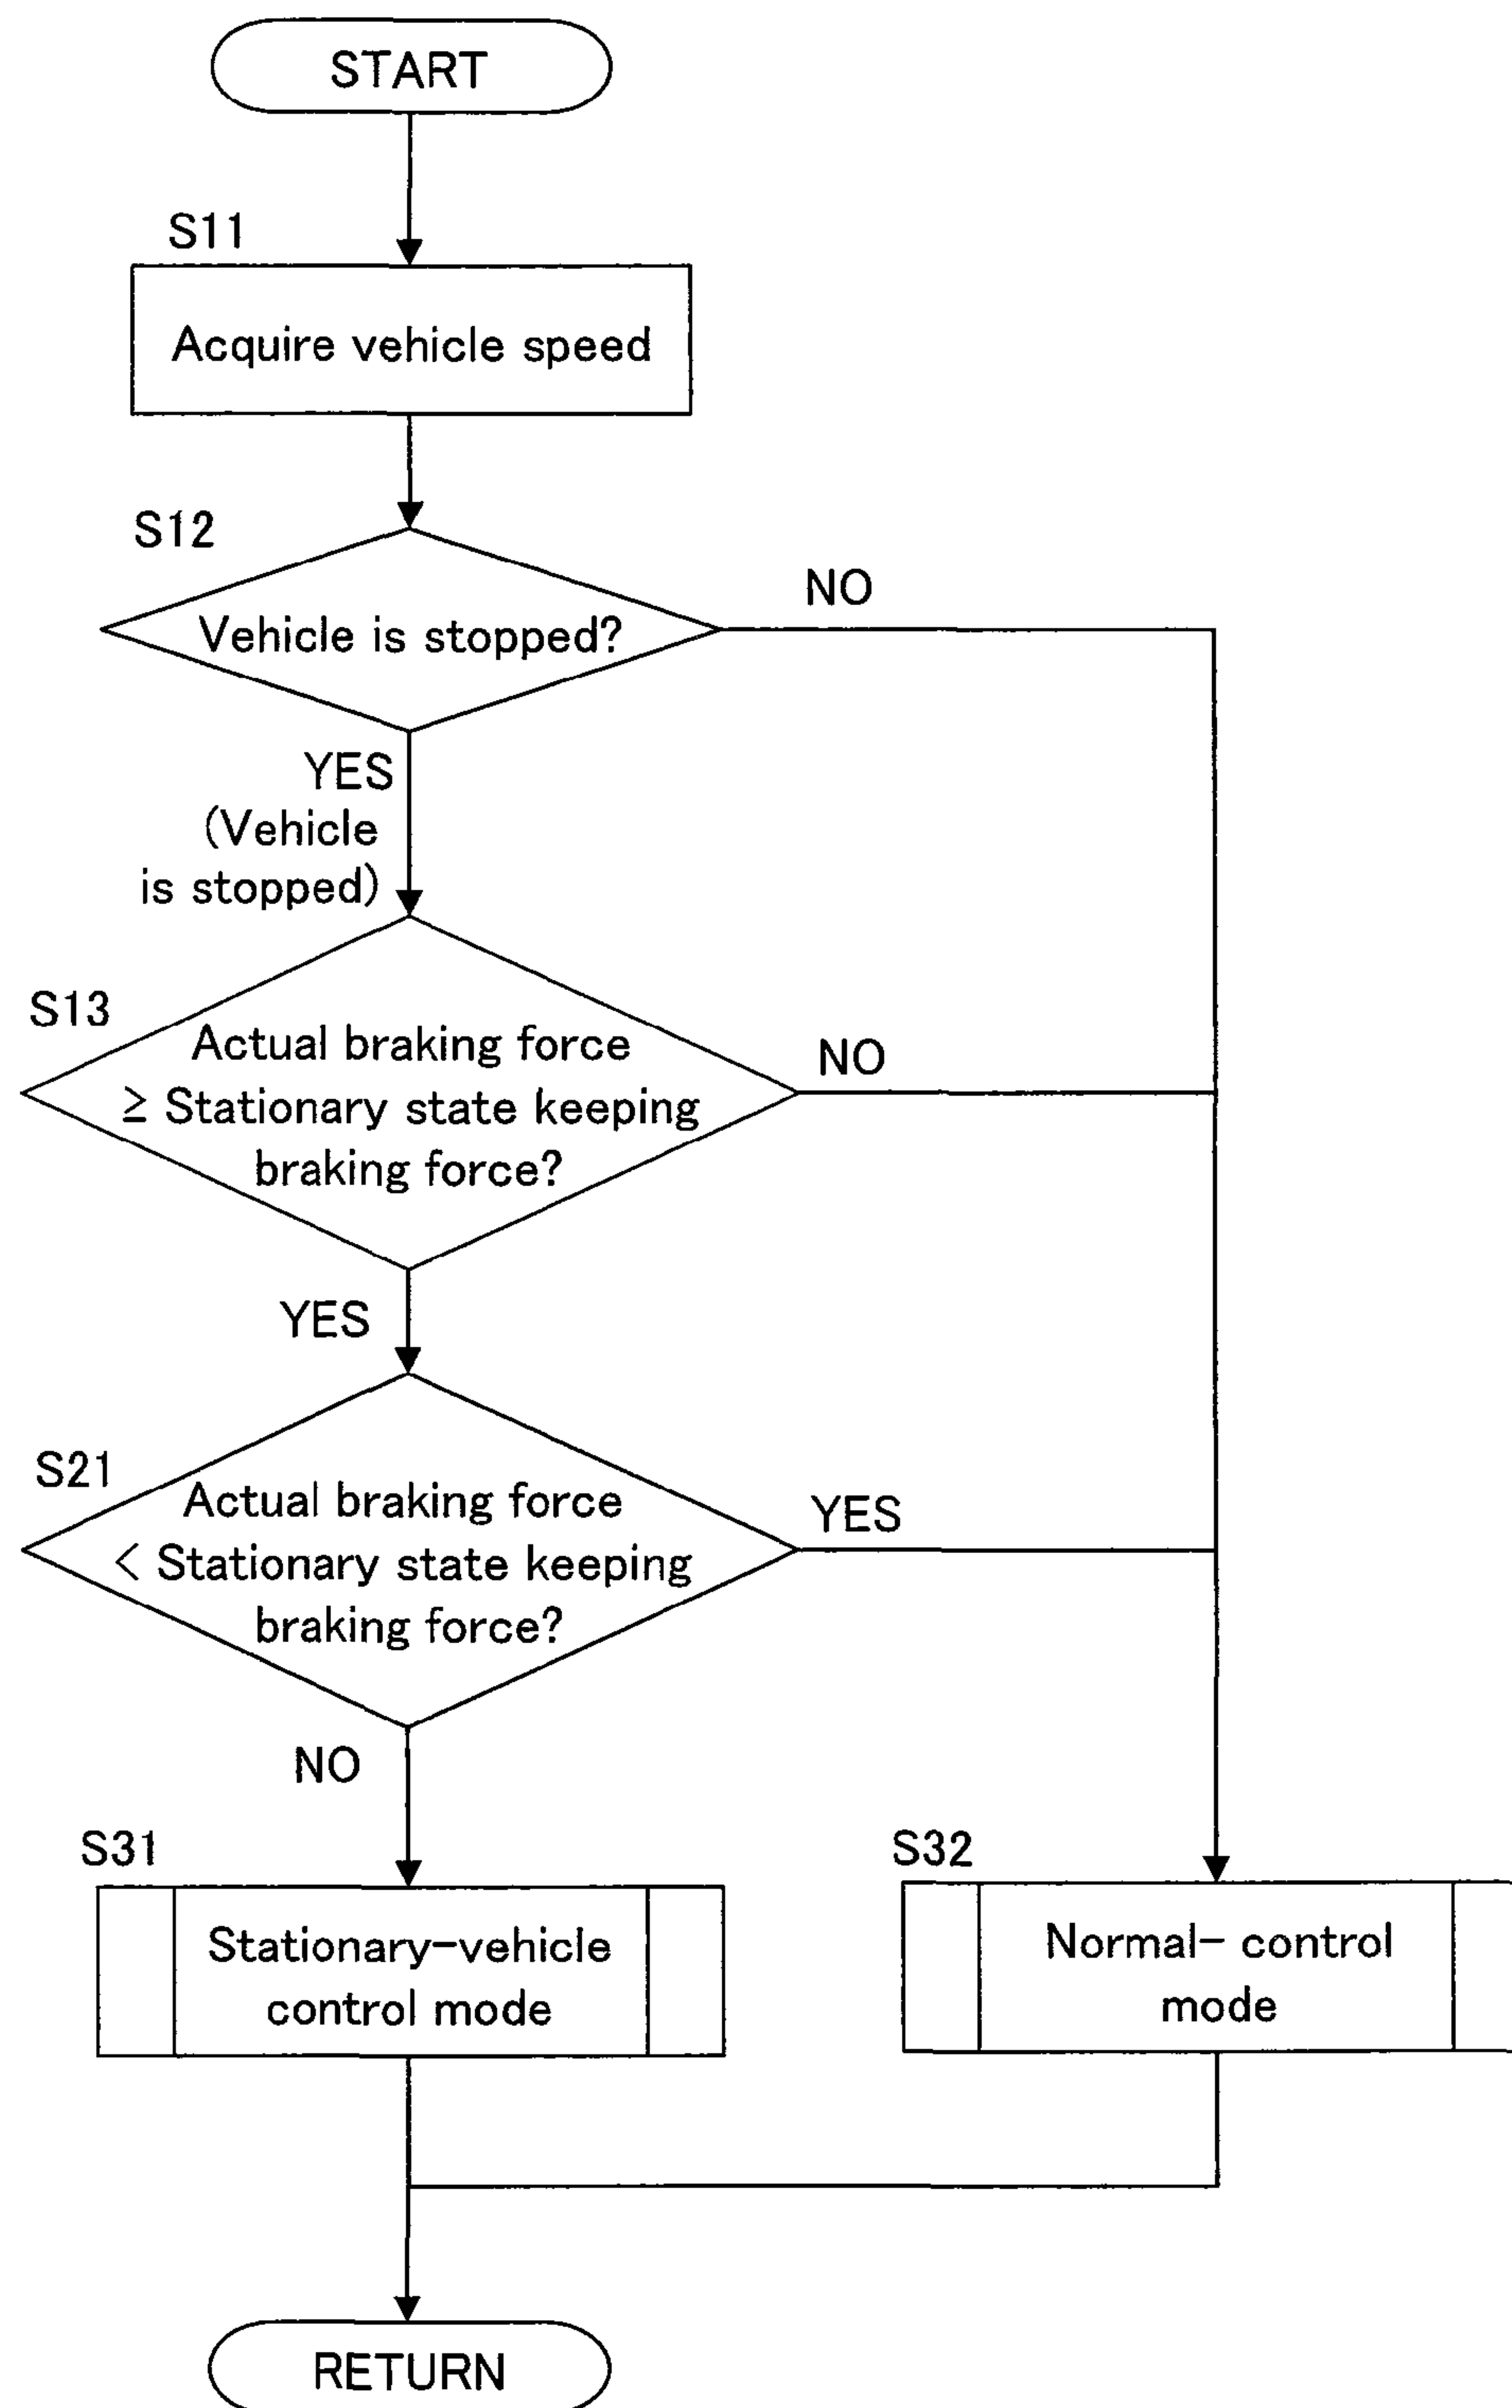 START
S11
Acquire vehicle speed
S12
Vehicle is stopped?
NO
YES
(Vehicle
is stopped)
S13
Actual braking force
≥ Stationary state keeping
braking force?
NO
YES
S21
Actual braking force
< Stationary state keeping
braking force?
YES
NO
S31
Stationary-vehicle
control mode
S32
Normal- control
mode
RETURN